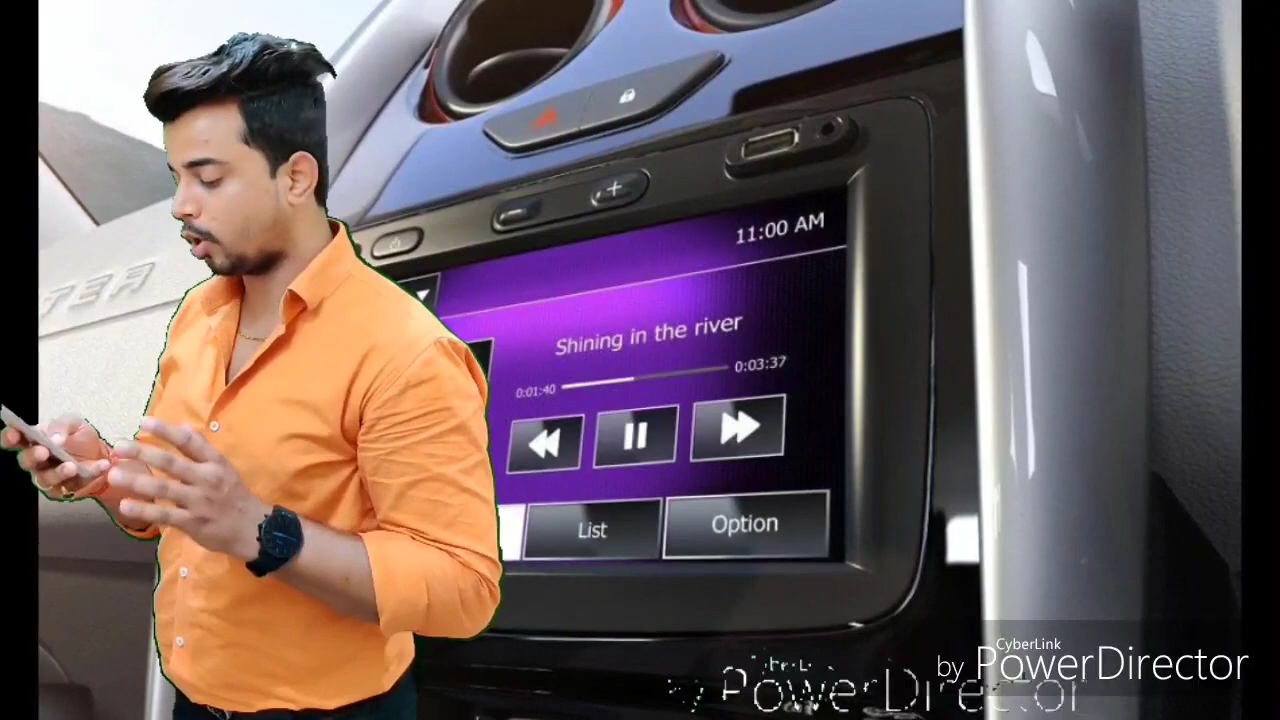 11:00 AM
Shining in the river
0:01:40
0:03:37
List
Option
CyberLink
by PowerDirector
PowerDirector